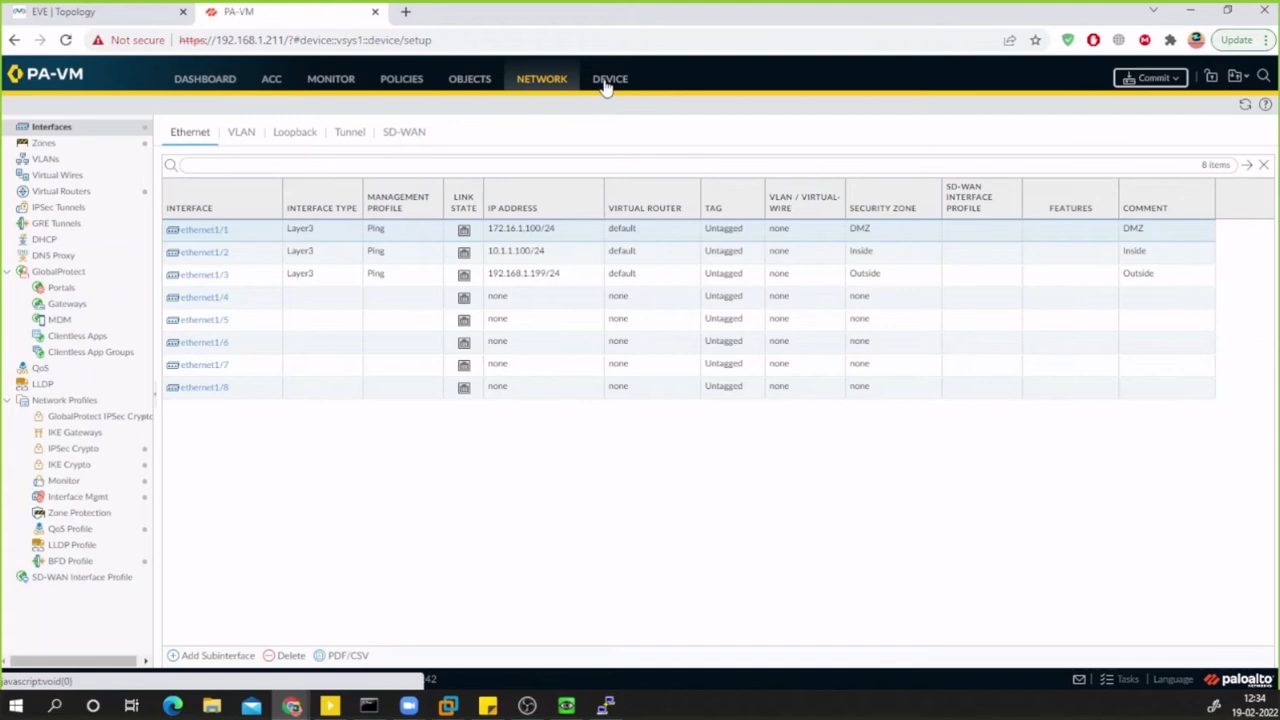 EVE | Topology
PA-VM
Not secure https://192.168.1.211/?#device::vsys1::device/setup
Update
PA-VM
DASHBOARD ACC MONITOR POLICIES OBJECTS NETWORK DEVICE
Commit
Interfaces
Zones
VLANs
Virtual Wires
Virtual Routers
IPSec Tunnels
GRE Tunnels
DHCP
DNS Proxy
GlobalProtect
Portals
Gateways
MDM
Clientless Apps
Clientless App Groups
QoS
LLDP
Network Profiles
GlobalProtect IPSec Crypto
IKE Gateways
IPSec Crypto
IKE Crypto
Monitor
Interface Mgmt
Zone Protection
QoS Profile
LLDP Profile
BFD Profile
SD-WAN Interface Profile
Ethernet VLAN Loopback Tunnel SD-WAN
8 items
INTERFACE INTERFACE TYPE MANAGEMENT PROFILE LINK STATE IP ADDRESS VIRTUAL ROUTER TAG VLAN / VIRTUAL-WIRE SECURITY ZONE SD-WAN INTERFACE PROFILE FEATURES COMMENT
ethernet1/1 Layer3 Ping 172.16.1.100/24 default Untagged none DMZ DMZ
ethernet1/2 Layer3 Ping 10.1.1.100/24 default Untagged none Inside Inside
ethernet1/3 Layer3 Ping 192.168.1.199/24 default Untagged none Outside Outside
ethernet1/4 none none Untagged none none
ethernet1/5 none none Untagged none none
ethernet1/6 none none Untagged none none
ethernet1/7 none none Untagged none none
ethernet1/8 none none Untagged none none
Add Subinterface Delete PDF/CSV
javascript:void(0) 42
Tasks Language paloalto NETWORKS
12:34
19-02-2022